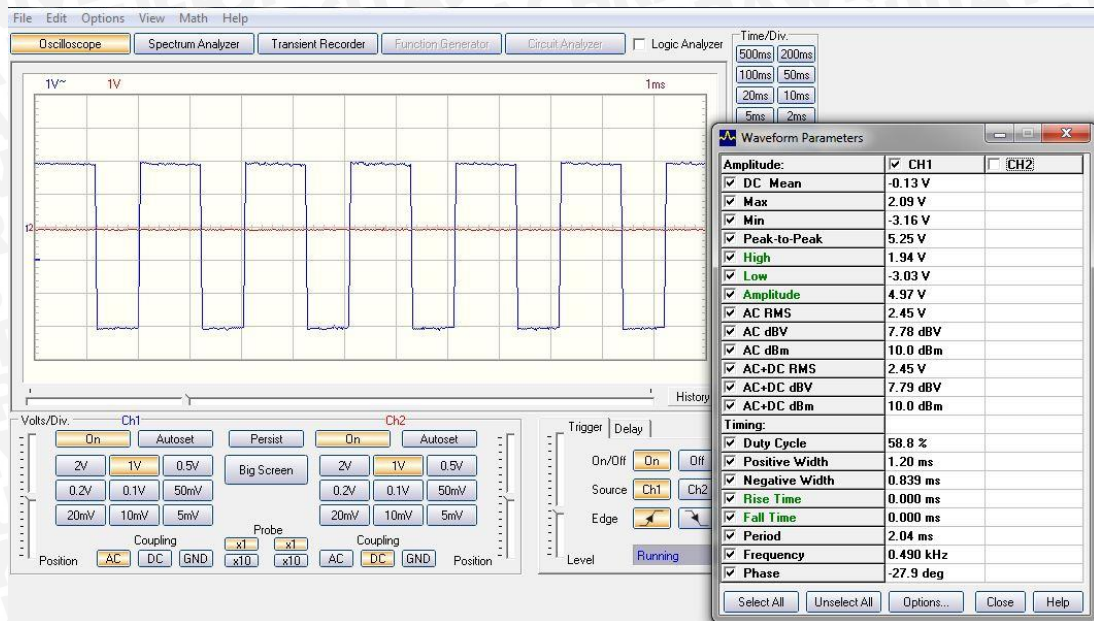 File Edit Options View Math Help
Oscilloscope Spectrum Analyzer Transient Recorder Function Generator Circuit Analyzer Logic Analyzer
Time/Div.
500ms 200ms
100ms 50ms
20ms 10ms
5ms 2ms
1V~ 1V 1ms
12
History
Volts/Div. Ch1 Ch2
On Autoset Persist On Autoset
2V 1V 0.5V Big Screen 2V 1V 0.5V
0.2V 0.1V 50mV 0.2V 0.1V 50mV
20mV 10mV 5mV 20mV 10mV 5mV
Probe
Coupling x1 x1 Coupling
Position AC DC GND x10 x10 AC DC GND Position
Trigger Delay
On/Off On Off
Source Ch1 Ch2
Edge
Level Running
Waveform Parameters
Amplitude: CH1 CH2
DC Mean -0.13 V
Max 2.09 V
Min -3.16 V
Peak-to-Peak 5.25 V
High 1.94 V
Low -3.03 V
Amplitude 4.97 V
AC RMS 2.45 V
AC dBV 7.78 dBV
AC dBm 10.0 dBm
AC+DC RMS 2.45 V
AC+DC dBV 7.79 dBV
AC+DC dBm 10.0 dBm
Timing:
Duty Cycle 58.8 %
Positive Width 1.20 ms
Negative Width 0.839 ms
Rise Time 0.000 ms
Fall Time 0.000 ms
Period 2.04 ms
Frequency 0.490 kHz
Phase -27.9 deg
Select All Unselect All Options... Close Help